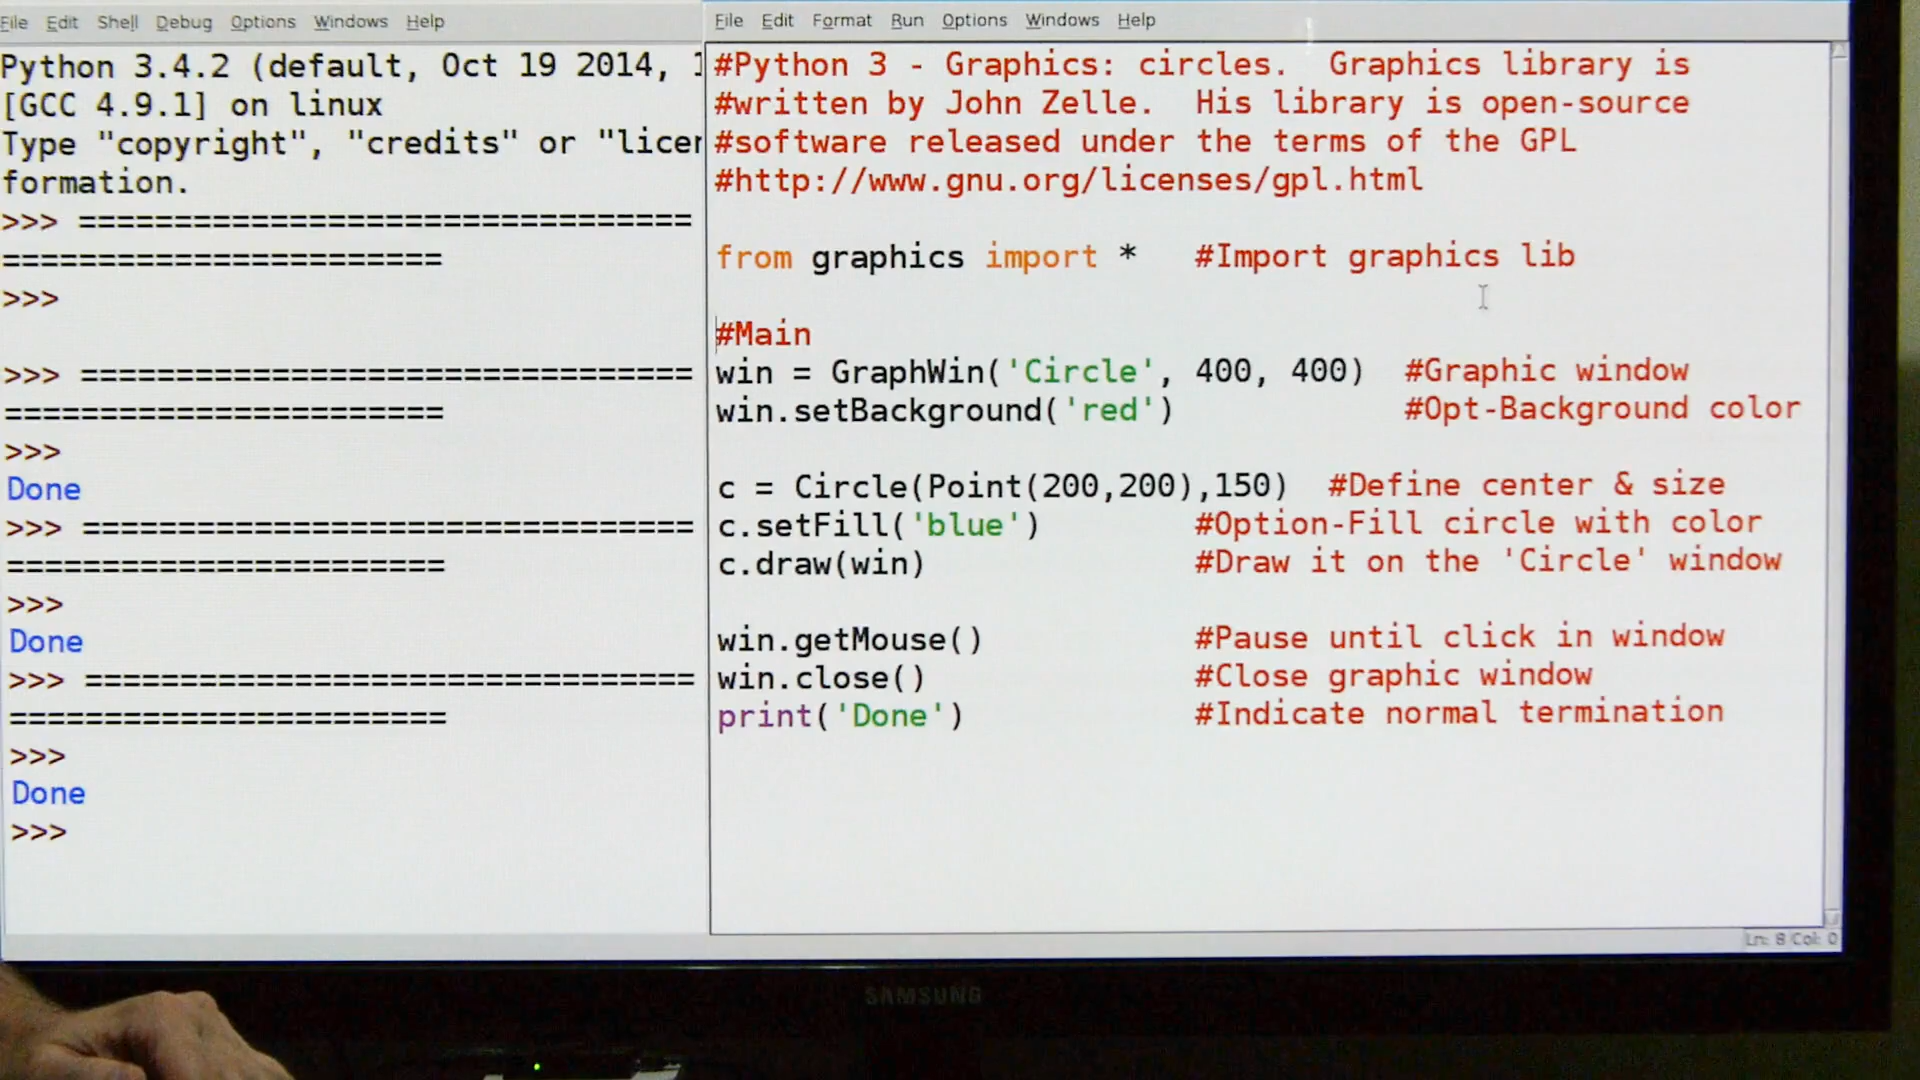 File Edit Shell Debug Options Windows Help
Python 3.4.2 (default, Oct 19 2014, 1
[GCC 4.9.1] on linux
Type "copyright", "credits" or "licen
formation.
>>> ================================
=======================
>>>
>>> ================================
=======================
>>>
Done
>>> ================================
=======================
>>>
Done
>>> ================================
=======================
>>>
Done
>>>
File Edit Format Run Options Windows Help
#Python 3 - Graphics: circles.  Graphics library is
#written by John Zelle.  His library is open-source
#software released under the terms of the GPL
#http://www.gnu.org/licenses/gpl.html
from graphics import *   #Import graphics lib
#Main
win = GraphWin('Circle', 400, 400)  #Graphic window
win.setBackground('red')            #Opt-Background color
c = Circle(Point(200,200),150)  #Define center & size
c.setFill('blue')        #Option-Fill circle with color
c.draw(win)              #Draw it on the 'Circle' window
win.getMouse()           #Pause until click in window
win.close()              #Close graphic window
print('Done')            #Indicate normal termination
Ln: 8 Col: 0
SAMSUNG